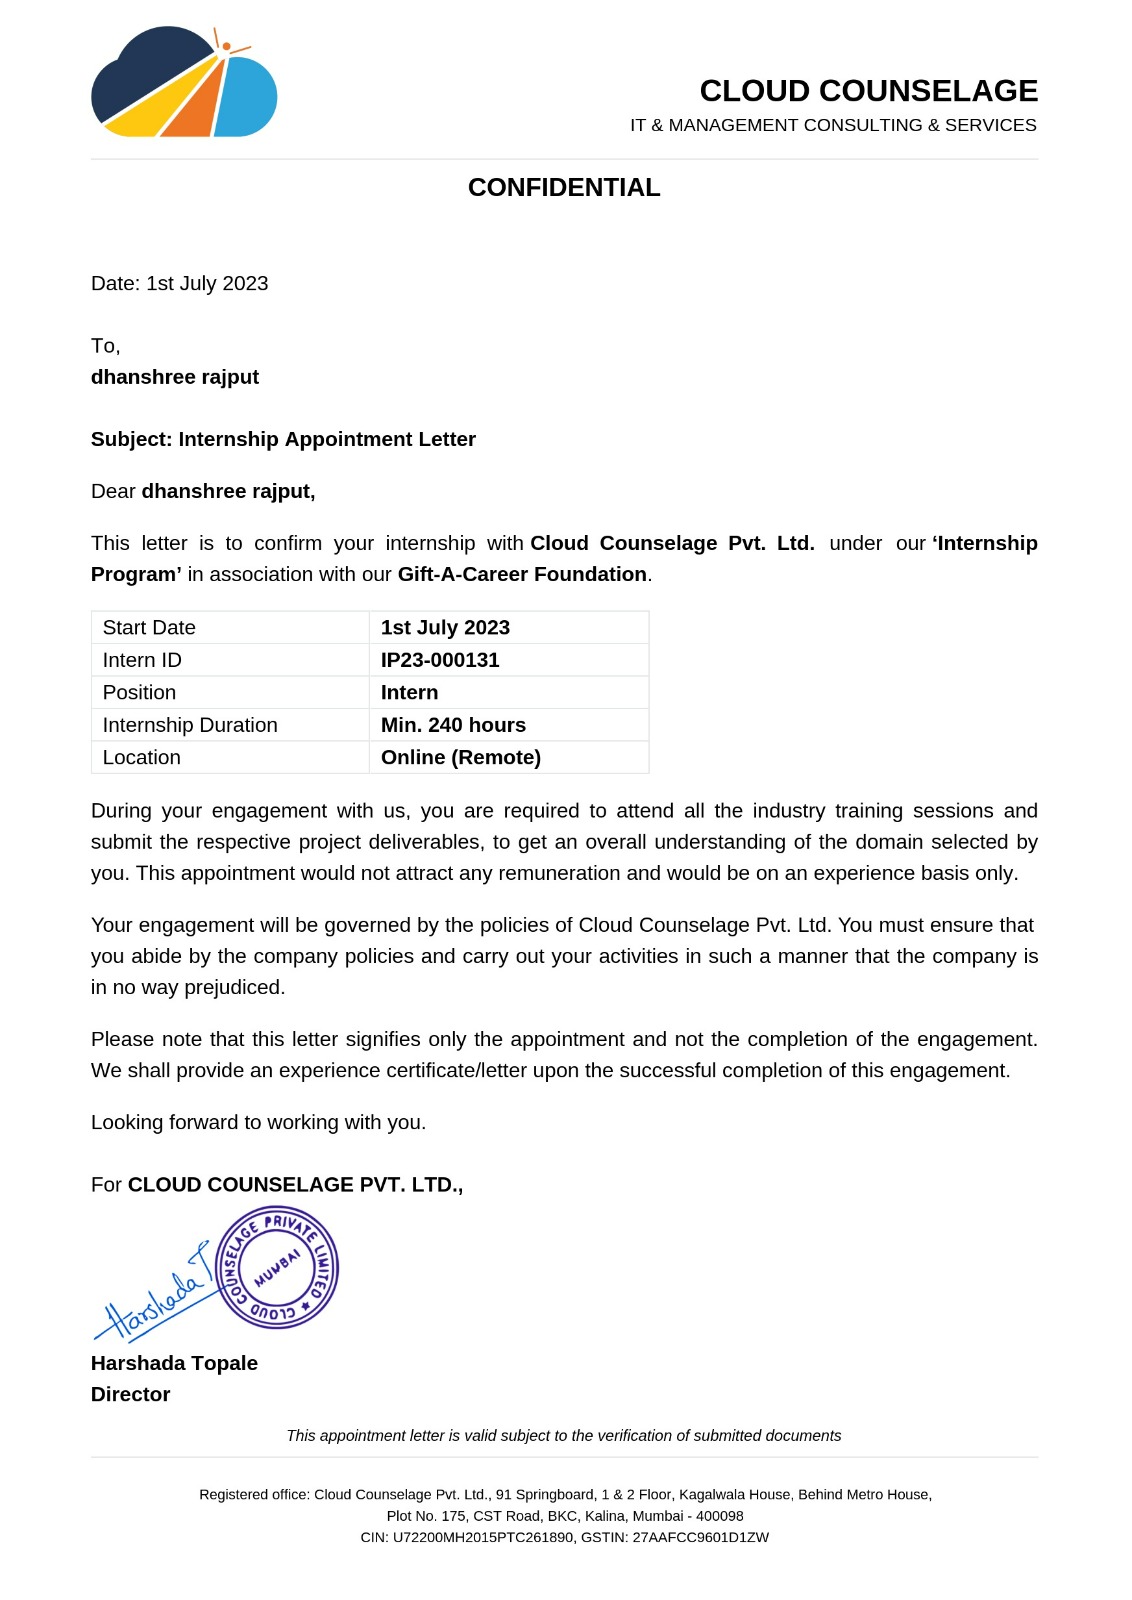 CLOUD COUNSELAGE
IT & MANAGEMENT CONSULTING & SERVICES
CONFIDENTIAL
Date: 1st July 2023
To,
dhanshree rajput
Subject: Internship Appointment Letter
Dear dhanshree rajput,
This letter is to confirm your internship with Cloud Counselage Pvt. Ltd. under our ‘Internship
Program’ in association with our Gift-A-Career Foundation.
Start Date 1st July 2023
Intern ID IP23-000131
Position Intern
Internship Duration Min. 240 hours
Location Online (Remote)
During your engagement with us, you are required to attend all the industry training sessions and
submit the respective project deliverables, to get an overall understanding of the domain selected by
you. This appointment would not attract any remuneration and would be on an experience basis only.
Your engagement will be governed by the policies of Cloud Counselage Pvt. Ltd. You must ensure that
you abide by the company policies and carry out your activities in such a manner that the company is
in no way prejudiced.
Please note that this letter signifies only the appointment and not the completion of the engagement.
We shall provide an experience certificate/letter upon the successful completion of this engagement.
Looking forward to working with you.
For CLOUD COUNSELAGE PVT. LTD.,
Harshada T
CLOUD COUNSELAGE PRIVATE LIMITED ★
MUMBAI
Harshada Topale
Director
This appointment letter is valid subject to the verification of submitted documents
Registered office: Cloud Counselage Pvt. Ltd., 91 Springboard, 1 & 2 Floor, Kagalwala House, Behind Metro House,
Plot No. 175, CST Road, BKC, Kalina, Mumbai - 400098
CIN: U72200MH2015PTC261890, GSTIN: 27AAFCC9601D1ZW